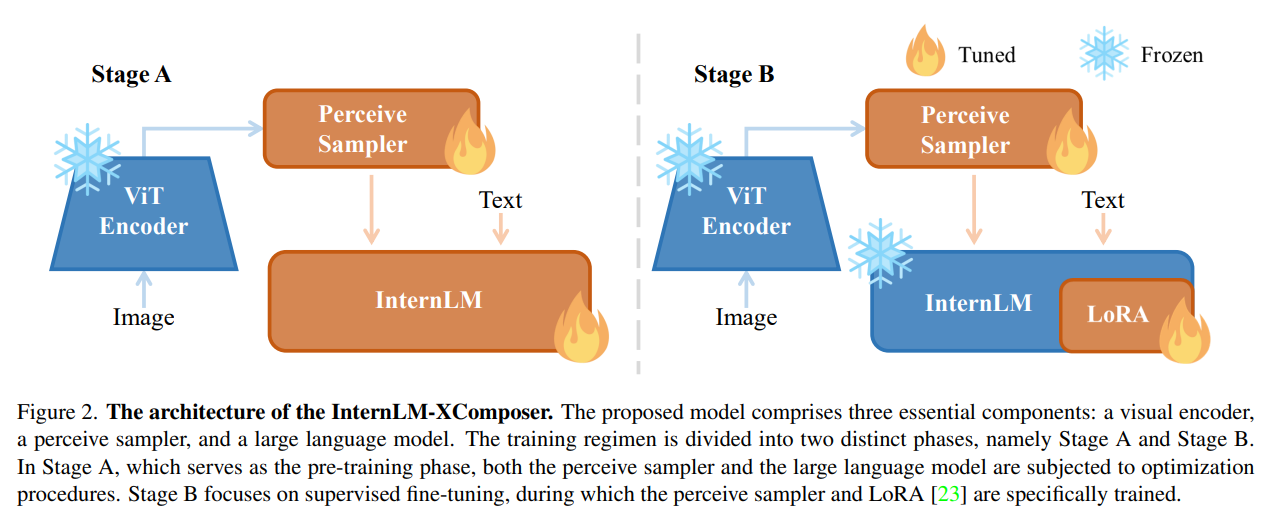 Stage A
Perceive
Sampler
ViT
Encoder
Text
InternLM
Image
Stage B
Tuned
Frozen
Perceive
Sampler
ViT
Encoder
Text
InternLM
LoRA
Image
Figure 2. The architecture of the InternLM-XComposer. The proposed model comprises three essential components: a visual encoder,
a perceive sampler, and a large language model. The training regimen is divided into two distinct phases, namely Stage A and Stage B.
In Stage A, which serves as the pre-training phase, both the perceive sampler and the large language model are subjected to optimization
procedures. Stage B focuses on supervised fine-tuning, during which the perceive sampler and LoRA [23] are specifically trained.